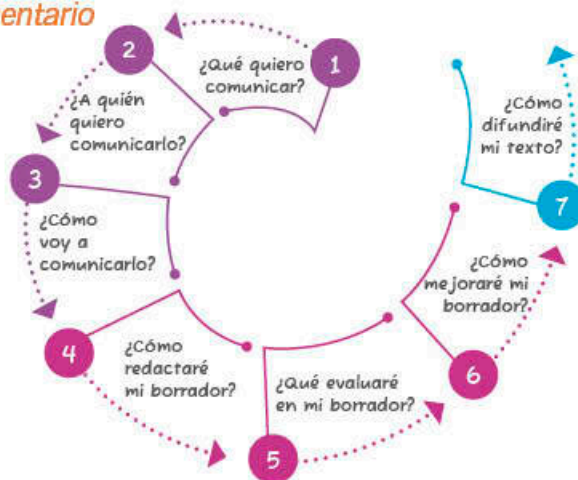 entario
1
¿Qué quiero
comunicar?
2
¿A quién
quiero
comunicarlo?
3
¿Cómo
voy a
comunicarlo?
4
¿Cómo
redactaré
mi borrador?
5
¿Qué evaluaré
en mi borrador?
6
¿Cómo
mejoraré mi
borrador?
7
¿Cómo
difundiré
mi texto?